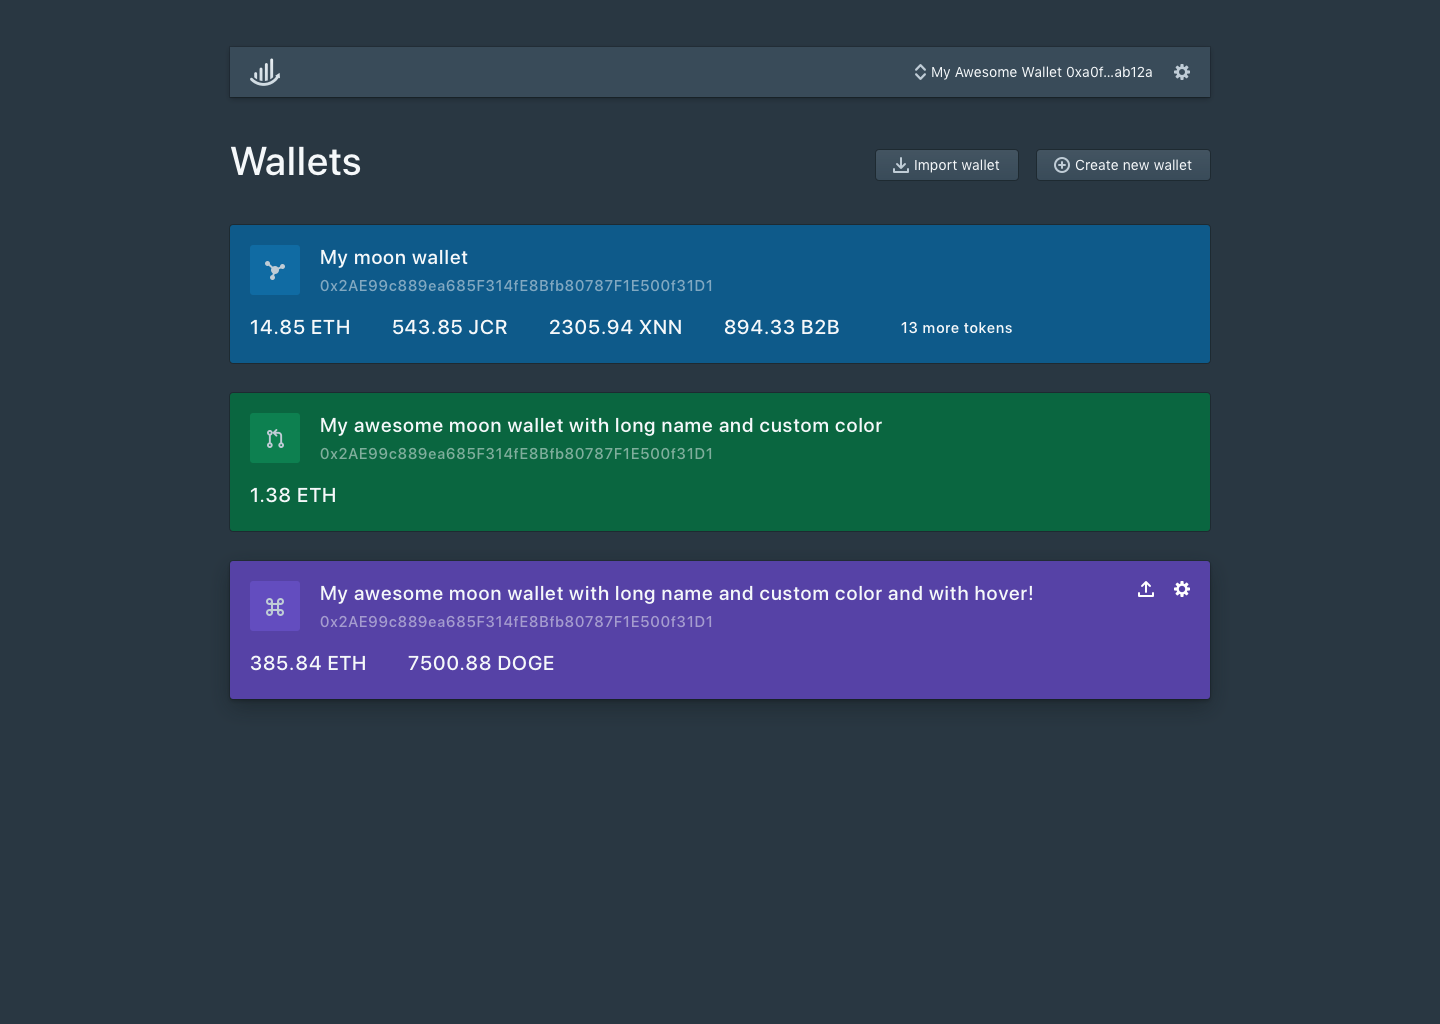 My Awesome Wallet 0xa0f...ab12a
Wallets
Import wallet
Create new wallet
My moon wallet
0x2AE99c889ea685F314fE8Bfb80787F1E500f31D1
14.85 ETH 543.85 JCR 2305.94 XNN 894.33 B2B 13 more tokens
My awesome moon wallet with long name and custom color
0x2AE99c889ea685F314fE8Bfb80787F1E500f31D1
1.38 ETH
My awesome moon wallet with long name and custom color and with hover!
0x2AE99c889ea685F314fE8Bfb80787F1E500f31D1
385.84 ETH 7500.88 DOGE